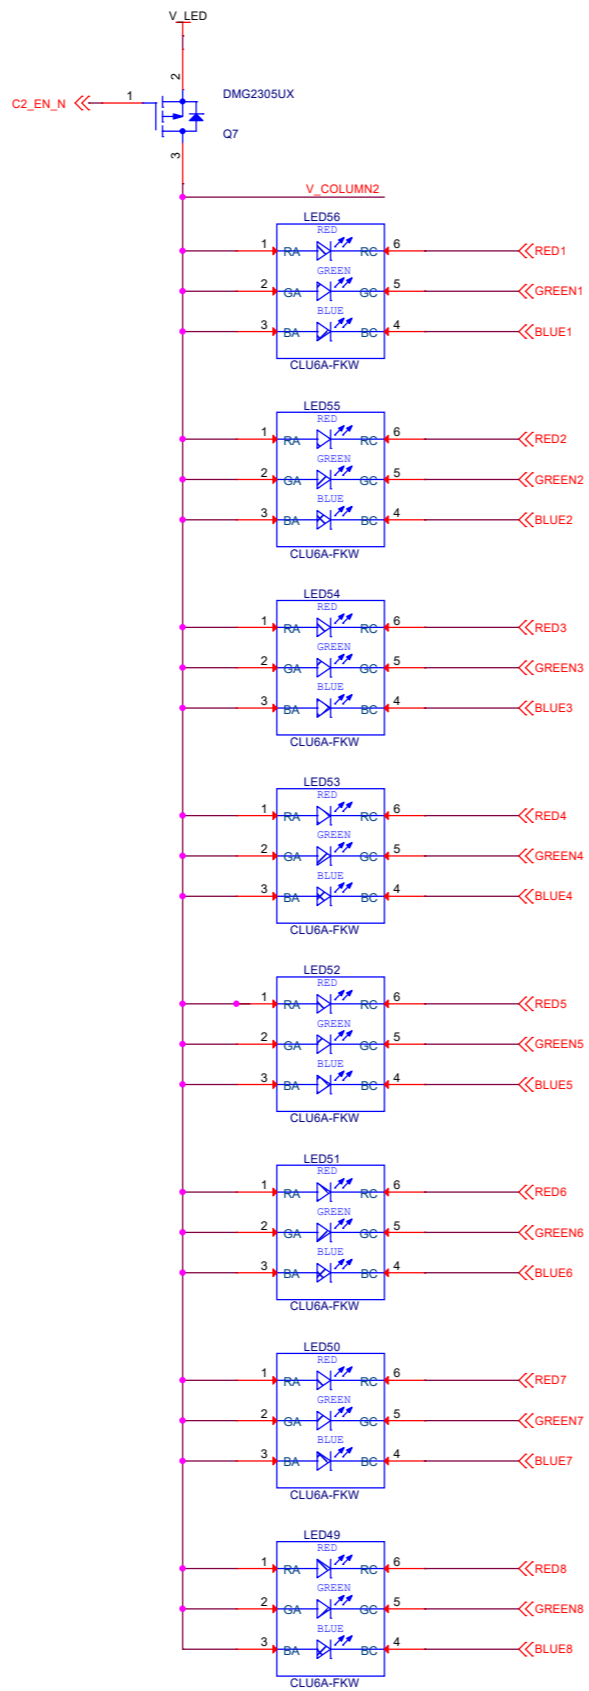 V_LED
2
C2_EN_N 1 DMG2305UX
Q7
3
V_COLUMN2
LED56
RED
1 RA RC 6 RED1
GREEN
2 GA GC 5 GREEN1
BLUE
3 BA BC 4 BLUE1
CLU6A-FKW
LED55
RED
1 RA RC 6 RED2
GREEN
2 GA GC 5 GREEN2
BLUE
3 BA BC 4 BLUE2
CLU6A-FKW
LED54
RED
1 RA RC 6 RED3
GREEN
2 GA GC 5 GREEN3
BLUE
3 BA BC 4 BLUE3
CLU6A-FKW
LED53
RED
1 RA RC 6 RED4
GREEN
2 GA GC 5 GREEN4
BLUE
3 BA BC 4 BLUE4
CLU6A-FKW
LED52
RED
1 RA RC 6 RED5
GREEN
2 GA GC 5 GREEN5
BLUE
3 BA BC 4 BLUE5
CLU6A-FKW
LED51
RED
1 RA RC 6 RED6
GREEN
2 GA GC 5 GREEN6
BLUE
3 BA BC 4 BLUE6
CLU6A-FKW
LED50
RED
1 RA RC 6 RED7
GREEN
2 GA GC 5 GREEN7
BLUE
3 BA BC 4 BLUE7
CLU6A-FKW
LED49
RED
1 RA RC 6 RED8
GREEN
2 GA GC 5 GREEN8
BLUE
3 BA BC 4 BLUE8
CLU6A-FKW